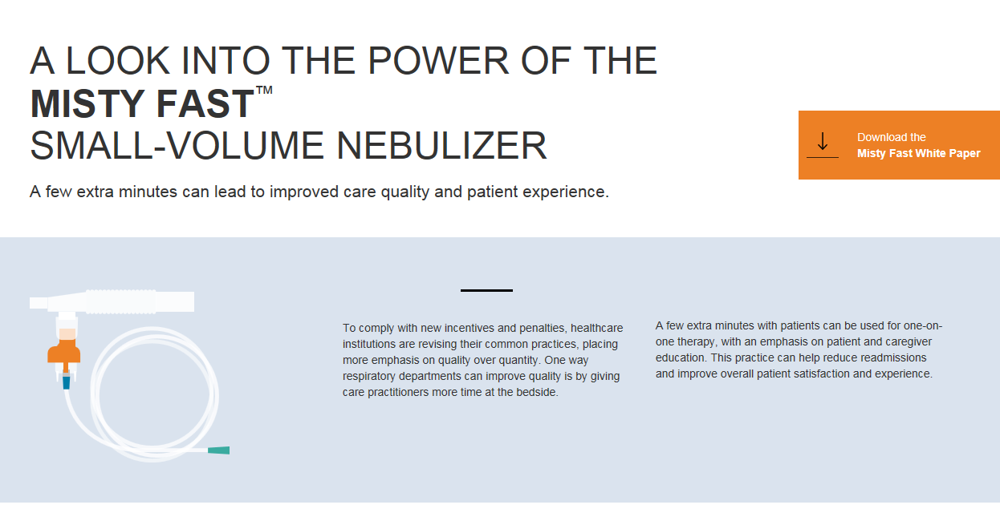 A LOOK INTO THE POWER OF THE
MISTY FAST™
SMALL-VOLUME NEBULIZER
A few extra minutes can lead to improved care quality and patient experience.
Download the
Misty Fast White Paper
To comply with new incentives and penalties, healthcare
institutions are revising their common practices, placing
more emphasis on quality over quantity. One way
respiratory departments can improve quality is by giving
care practitioners more time at the bedside.
A few extra minutes with patients can be used for one-on-
one therapy, with an emphasis on patient and caregiver
education. This practice can help reduce readmissions
and improve overall patient satisfaction and experience.